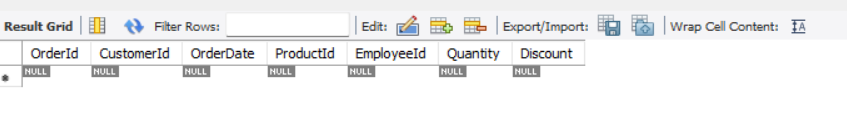 Result Grid Filter Rows: Edit: Export/Import: Wrap Cell Content: IA
OrderId CustomerId OrderDate ProductId EmployeeId Quantity Discount
* NULL NULL NULL NULL NULL NULL NULL